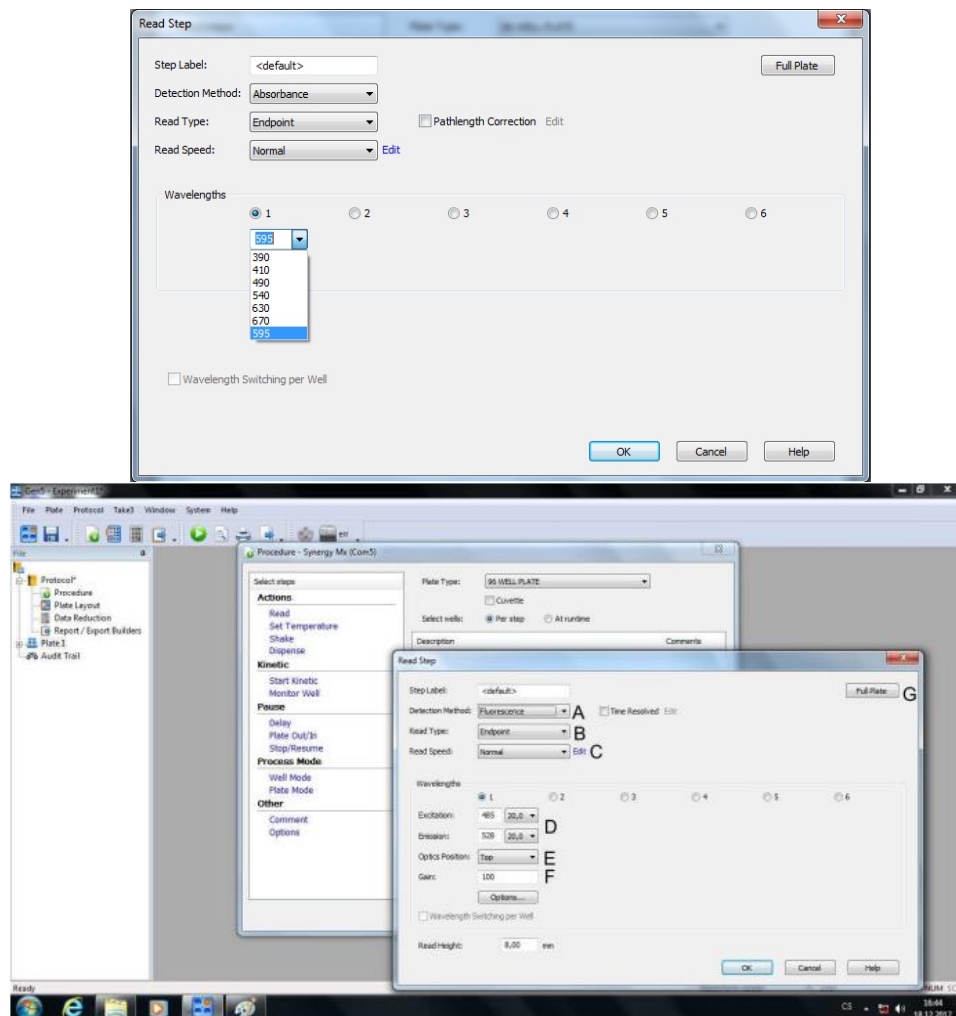 Read Step
Step Label: <default> Full Plate
Detection Method: Absorbance
Read Type: Endpoint Pathlength Correction Edit
Read Speed: Normal Edit
Wavelengths
1 2 3 4 5 6
595
390
410
490
540
630
670
595
Wavelength Switching per Well
OK Cancel Help
Gen5 - Experiment1*
File Plate Protocol Take3 Window System Help
File
Protocol*
Procedure
Plate Layout
Data Reduction
Report / Export Builders
Plate 1
Audit Trail
Procedure - Synergy Mx (Com5)
Select steps
Actions
Read
Set Temperature
Shake
Dispense
Kinetic
Start Kinetic
Monitor Well
Pause
Delay
Plate Out/In
Stop/Resume
Process Mode
Well Mode
Plate Mode
Other
Comment
Options
Plate Type: 96 WELL PLATE
Cuvette
Select wells: Per step At runtime
Description Comments
Read Step
Step Label: <default> Full Plate G
Detection Method: Fluorescence A Time Resolved Edit
Read Type: Endpoint B
Read Speed: Normal Edit C
Wavelengths
1 2 3 4 5 6
Excitation: 485 20,0
D
Emission: 528 20,0
Optics Position: Top E
Gain: 100 F
Options...
Wavelength Switching per Well
Read Height: 8,00 mm
OK Cancel Help
Ready NUM SC
CS 16:44
18.12.2012